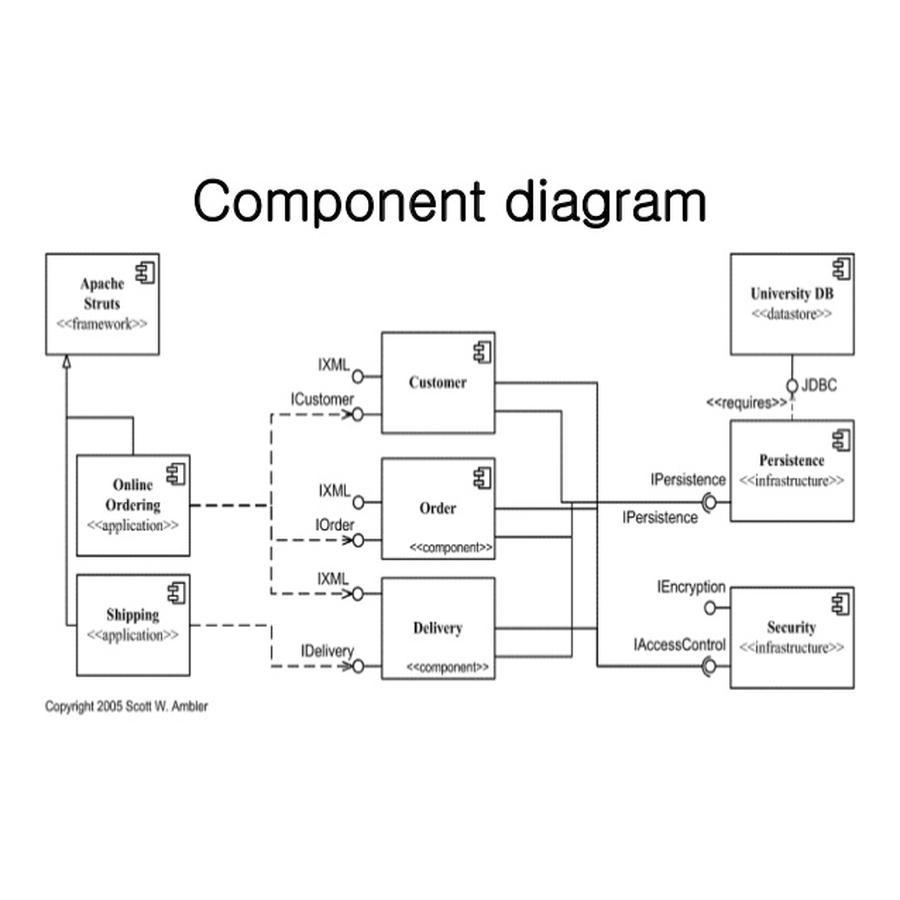 Component diagram
Apache
Struts
<<framework>>
University DB
<<datastore>>
IXML
Customer
JDBC
ICustomer
<<requires>>
Persistence
<<infrastructure>>
Online
Ordering
<<application>>
IXML
Order
IOrder
<<component>>
IPersistence
IPersistence
IXML
IEncryption
Shipping
<<application>>
Delivery
IDelivery
<<component>>
IAccessControl
Security
<<infrastructure>>
Copyright 2005 Scott W. Ambler